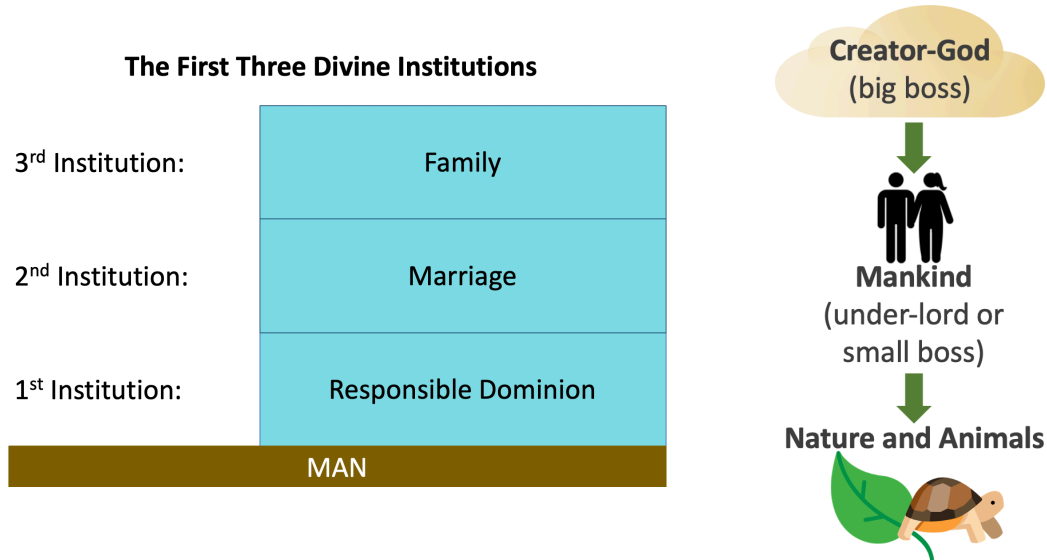 The First Three Divine Institutions
3rd Institution:
Family
2nd Institution:
Marriage
1st Institution:
Responsible Dominion
MAN
Creator-God
(big boss)
Mankind
(under-lord or
small boss)
Nature and Animals